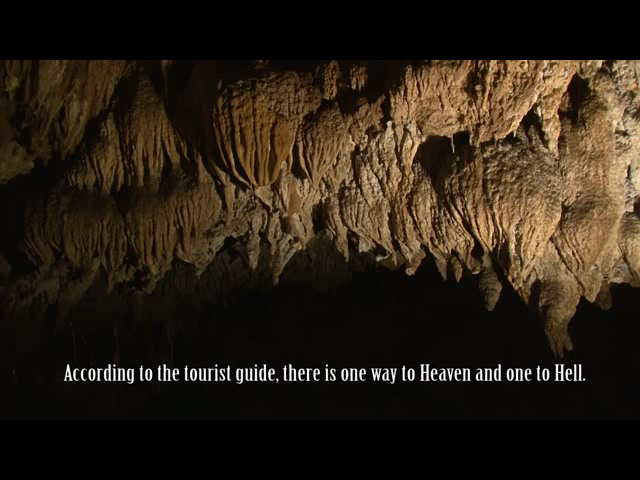 According to the tourist guide, there is one way to Heaven and one to Hell.